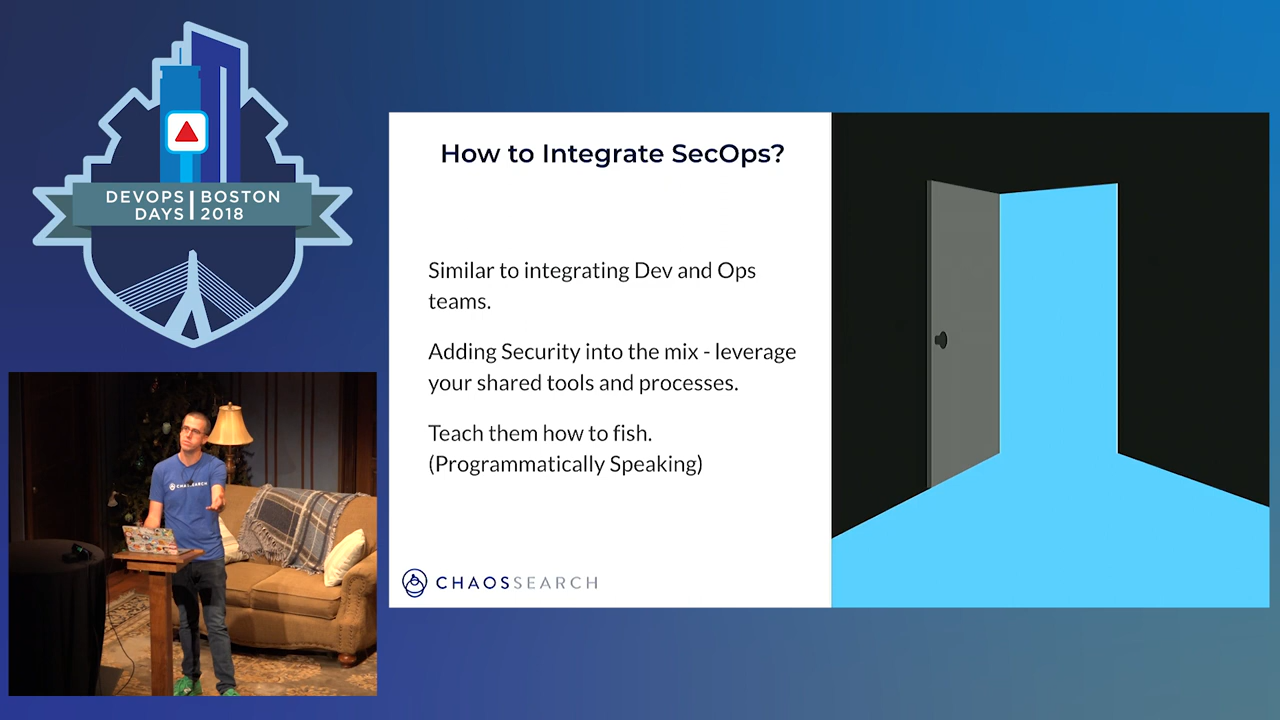 DEVOPS BOSTON
DAYS 2018
How to Integrate SecOps?
Similar to integrating Dev and Ops
teams.
Adding Security into the mix - leverage
your shared tools and processes.
Teach them how to fish.
(Programmatically Speaking)
CHAOSSEARCH
CHAOSSEARCH